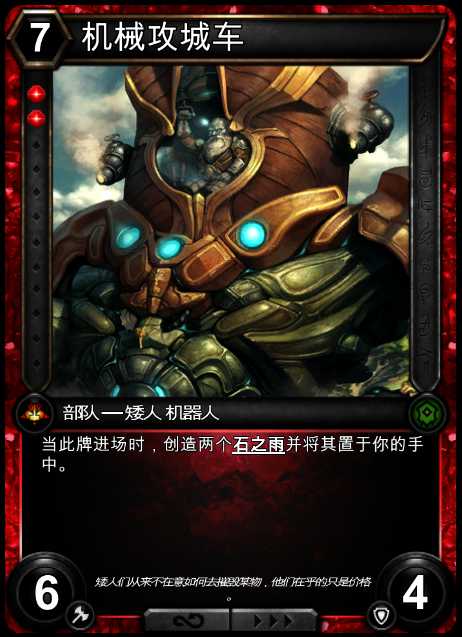 7 机械攻城车
部队 — 矮人 机器人
当此牌进场时，创造两个石之雨并将其置于你的手
中。
矮人们从来不在意如何去摧毁某物，他们在乎的只是价格
。
6 4